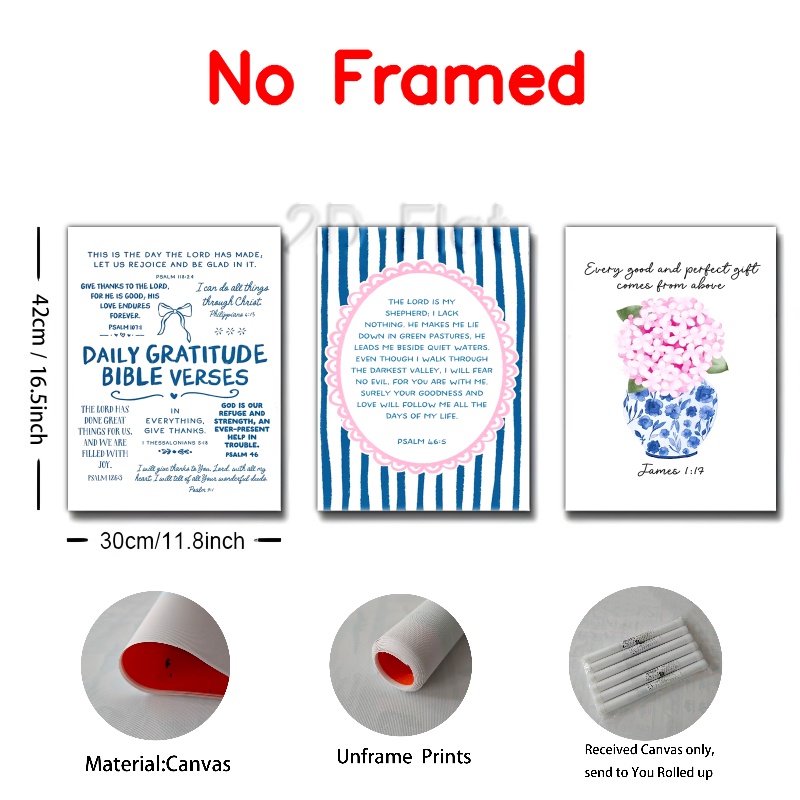 No Framed
2D Flat
42cm / 16.5inch
30cm/11.8inch
THIS IS THE DAY THE LORD HAS MADE;
LET US REJOICE AND BE GLAD IN IT.
PSALM 118:24
GIVE THANKS TO THE LORD,
FOR HE IS GOOD; HIS
LOVE ENDURES
FOREVER.
PSALM 107:1
I can do all things
through Christ.
Philippians 4:13
DAILY GRATITUDE
BIBLE VERSES
THE LORD HAS
DONE GREAT
THINGS FOR US,
AND WE ARE
FILLED WITH
JOY.
PSALM 126:3
IN
EVERYTHING,
GIVE THANKS.
1 THESSALONIANS 5:18
GOD IS OUR
REFUGE AND
STRENGTH, AN
EVER-PRESENT
HELP IN
TROUBLE.
PSALM 46
I will give thanks to You, Lord, with all my
heart; I will tell of all Your wonderful deeds.
Psalm 9:1
THE LORD IS MY
SHEPHERD; I LACK
NOTHING. HE MAKES ME LIE
DOWN IN GREEN PASTURES, HE
LEADS ME BESIDE QUIET WATERS.
EVEN THOUGH I WALK THROUGH
THE DARKEST VALLEY, I WILL FEAR
NO EVIL, FOR YOU ARE WITH ME.
SURELY YOUR GOODNESS AND
LOVE WILL FOLLOW ME ALL THE
DAYS OF MY LIFE.
PSALM 46:5
Every good and perfect gift
comes from above
James 1:17
Material:Canvas
Unframe Prints
Received Canvas only,
send to You Rolled up